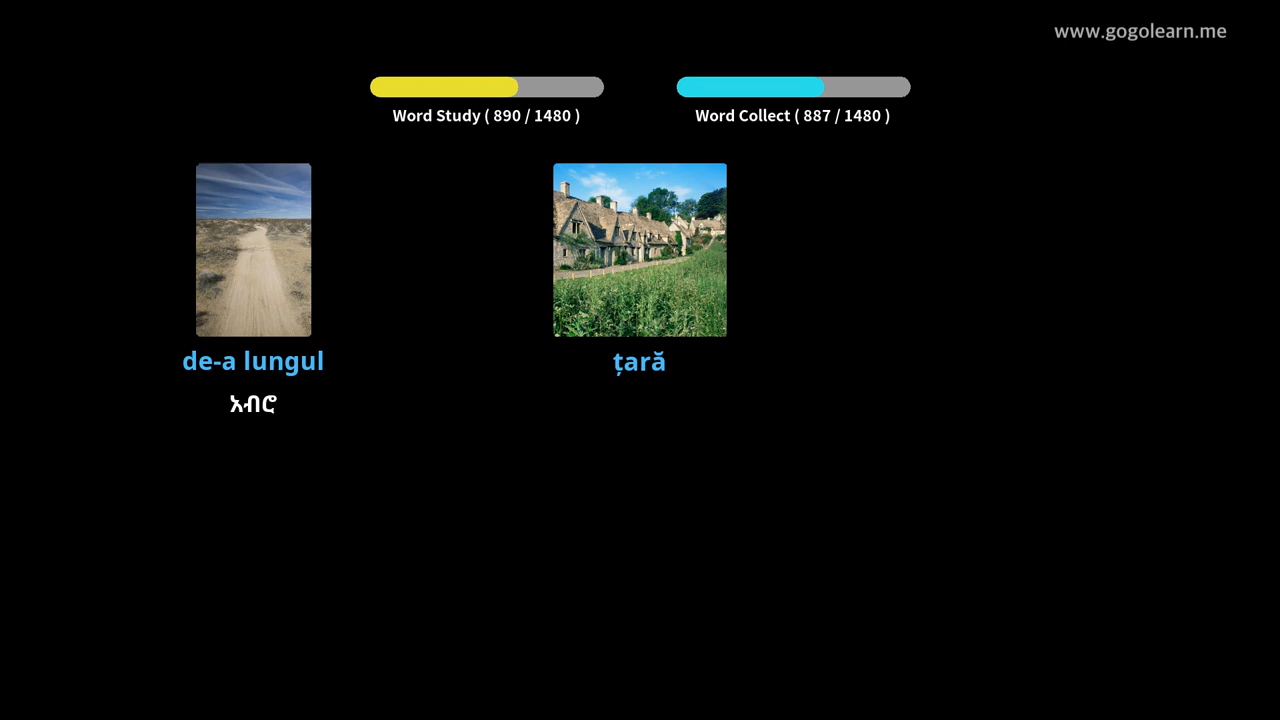 www.gogolearn.me
Word Study ( 890 / 1480 )
Word Collect ( 887 / 1480 )
de-a lungul
țară
አብሮ